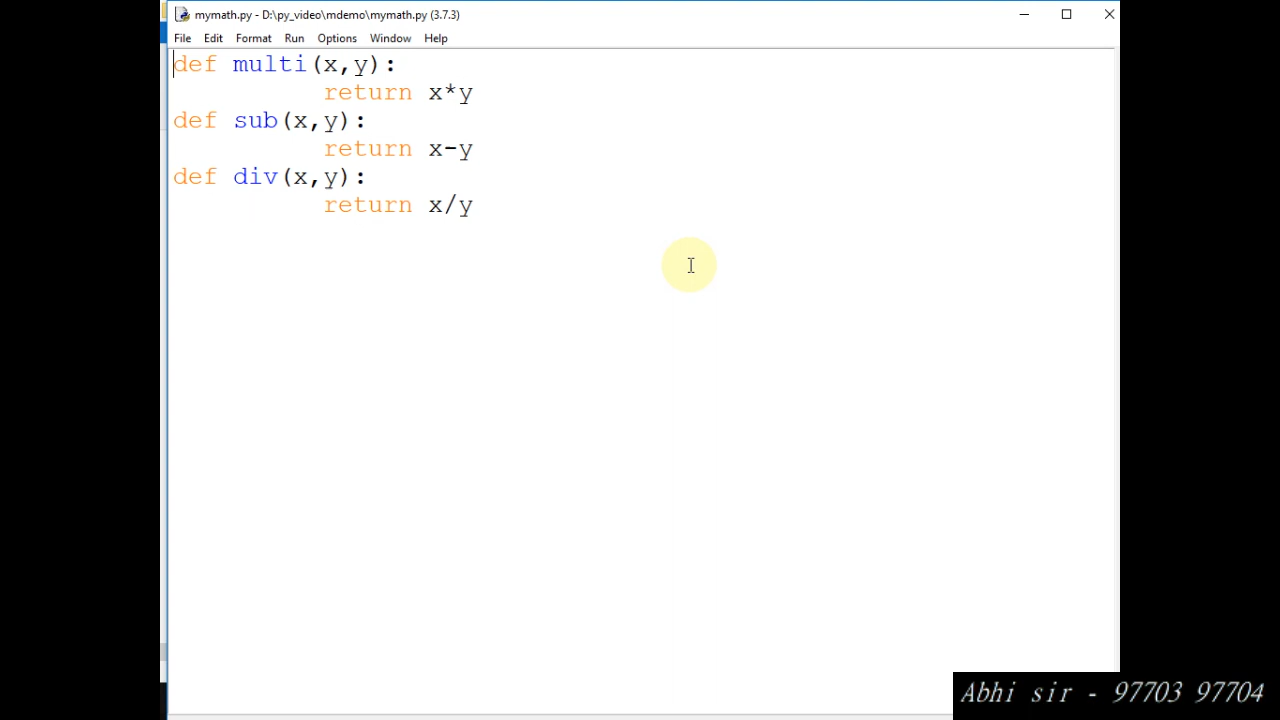 mymath.py - D:\py_video\mdemo\mymath.py (3.7.3)
File Edit Format Run Options Window Help
def multi(x,y):
          return x*y
def sub(x,y):
          return x-y
def div(x,y):
          return x/y
Abhi sir - 97703 97704